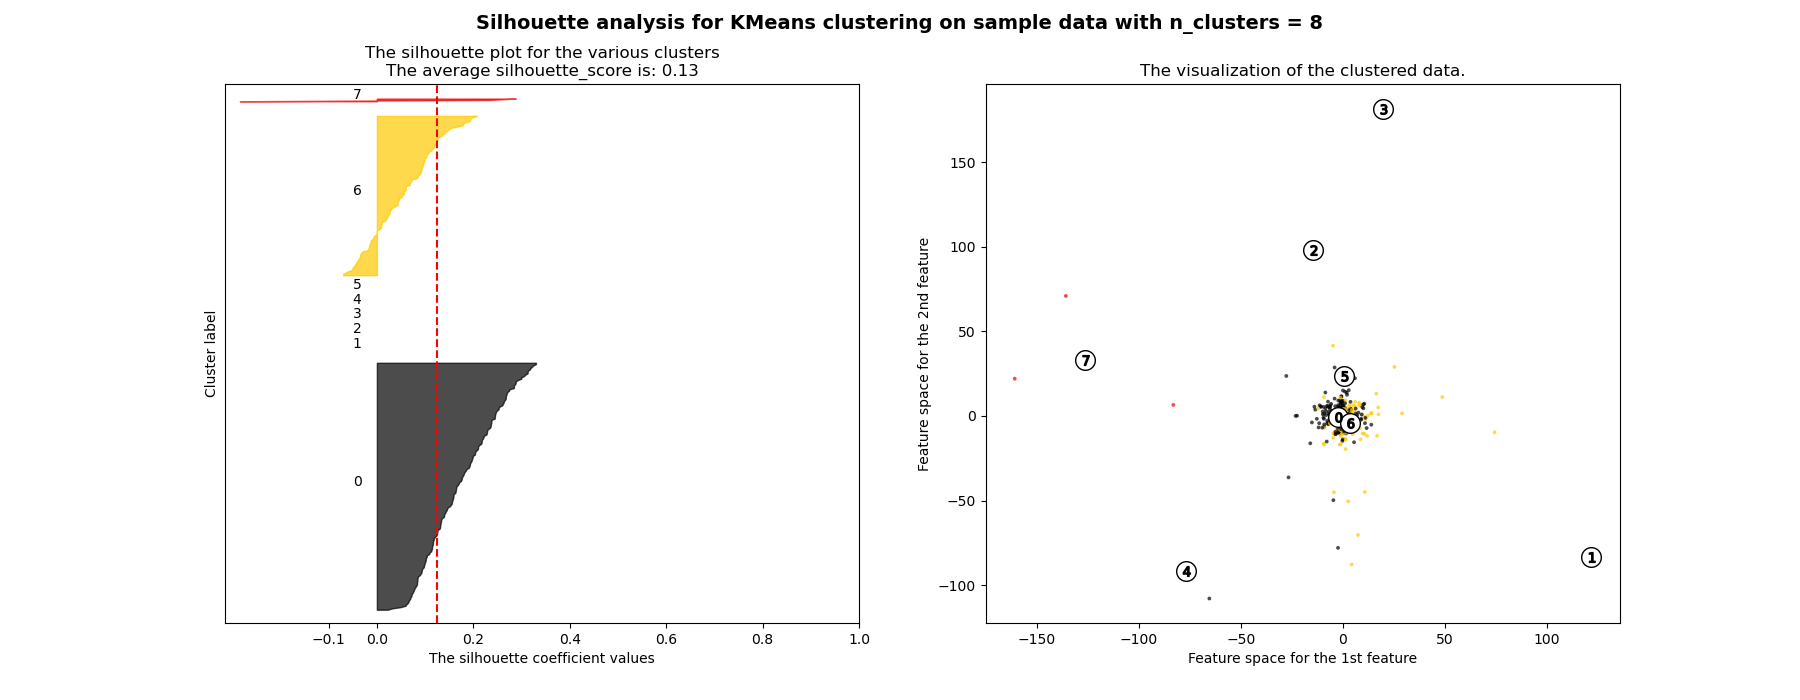 Silhouette analysis for KMeans clustering on sample data with n_clusters = 8
The silhouette plot for the various clusters
The average silhouette_score is: 0.13
7
6
5
4
3
2
1
0
Cluster label
−0.1 0.0 0.2 0.4 0.6 0.8 1.0
The silhouette coefficient values
The visualization of the clustered data.
3
2
7
5
0
6
4
1
150
100
50
0
−50
−100
Feature space for the 2nd feature
−150 −100 −50 0 50 100
Feature space for the 1st feature